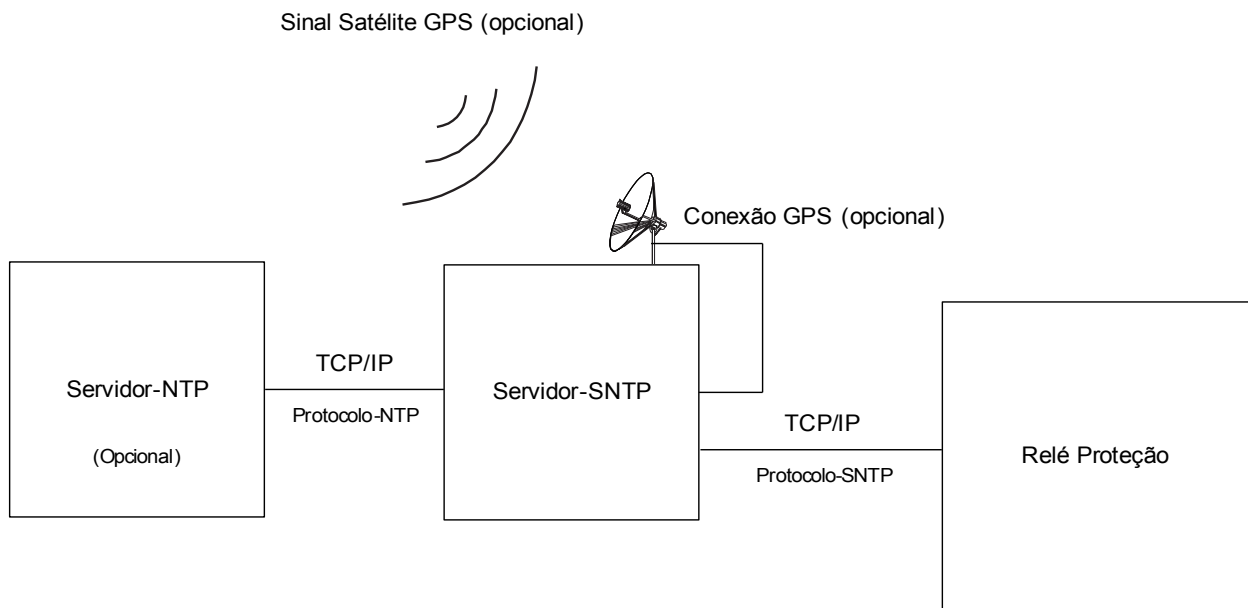 Sinal Satélite GPS (opcional)
Conexão GPS (opcional)
Servidor-NTP
(Opcional)
TCP/IP
Protocolo-NTP
Servidor-SNTP
TCP/IP
Protocolo-SNTP
Relé Proteção